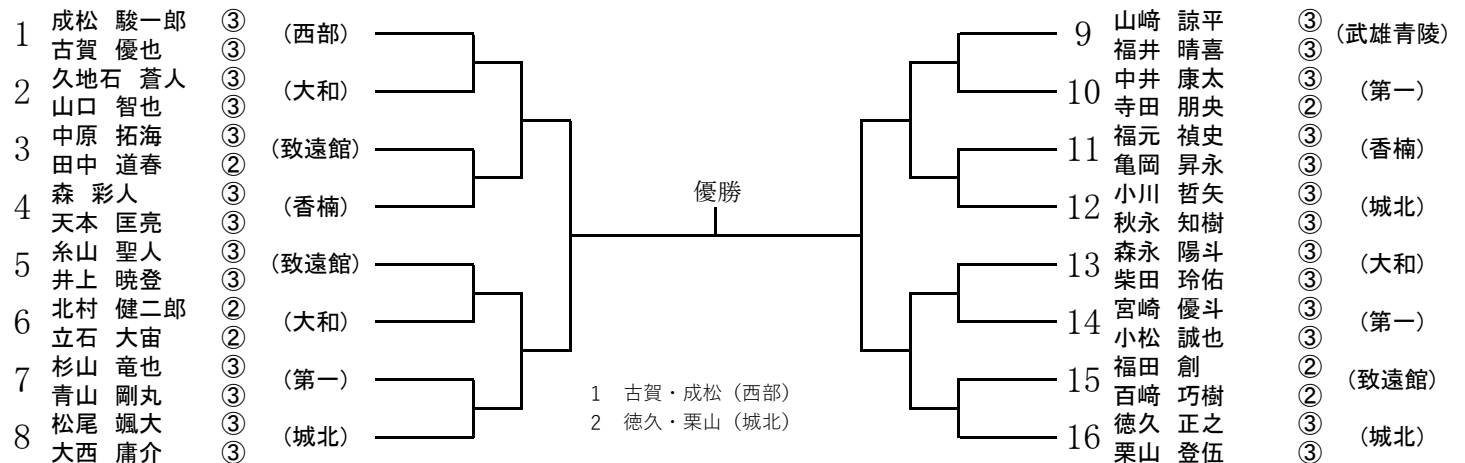 1 成松 駿一郎 ③ (西部)
古賀 優也 ③
2 久地石 蒼人 ③ (大和)
山口 智也 ③
3 中原 拓海 ③ (致遠館)
田中 道春 ②
4 森 彩人 ③ (香楠)
天本 匡亮 ③
5 糸山 聖人 ③ (致遠館)
井上 暁登 ③
6 北村 健二郎 ② (大和)
立石 大宙 ②
7 杉山 竜也 ③ (第一)
青山 剛丸 ③
8 松尾 颯大 ③ (城北)
大西 庸介 ③
優勝
1 古賀・成松（西部）
2 徳久・栗山（城北）
9 山﨑 諒平 ③ (武雄青陵)
福井 晴喜 ③
10 中井 康太 ③ (第一)
寺田 朋央 ②
11 福元 禎史 ③ (香楠)
亀岡 昇永 ③
12 小川 哲矢 ③ (城北)
秋永 知樹 ③
13 森永 陽斗 ③ (大和)
柴田 玲佑 ③
14 宮崎 優斗 ③ (第一)
小松 誠也 ③
15 福田 創 ② (致遠館)
百﨑 巧樹 ②
16 徳久 正之 ③ (城北)
栗山 登伍 ③